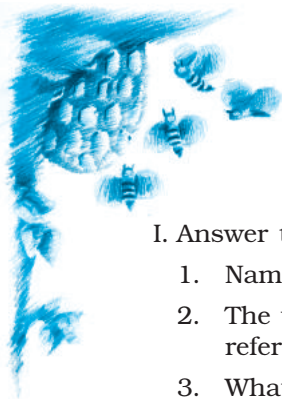 I. Answer
1. Nam
2. The
refer
3. Wha